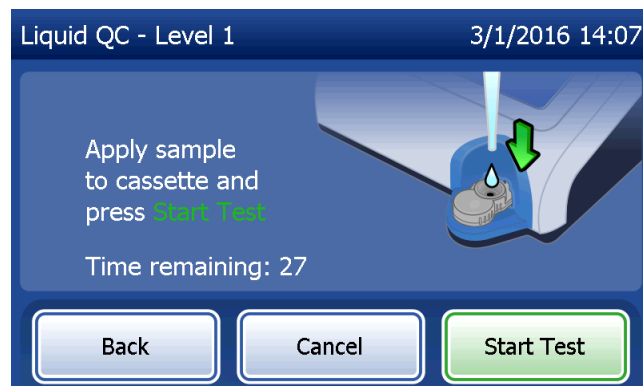 Liquid QC - Level 1 3/1/2016 14:07
Apply sample
to cassette and
press Start Test
Time remaining: 27
Back Cancel Start Test